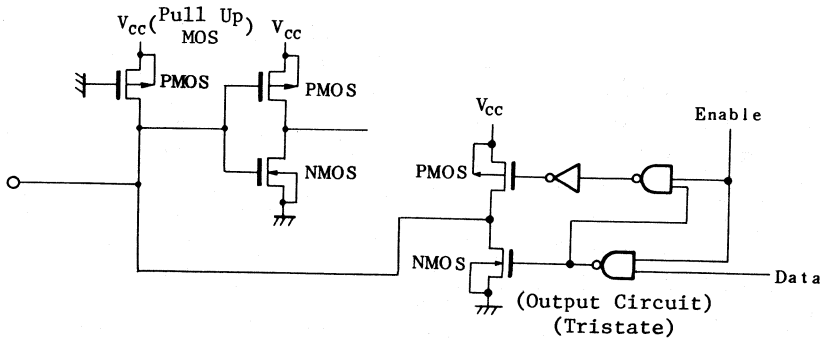 VCC (Pull Up
MOS)
VCC
PMOS
PMOS
NMOS
VCC
Enable
PMOS
NMOS
Data
(Output Circuit)
(Tristate)